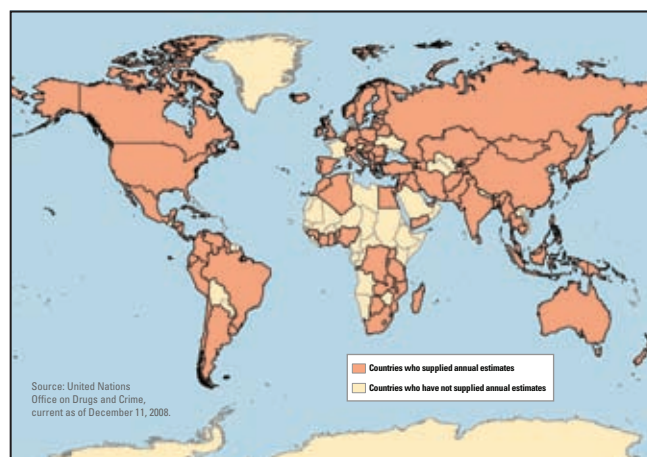 Countries who supplied annual estimates
Countries who have not supplied annual estimates
Source: United Nations
Office on Drugs and Crime,
current as of December 11, 2008.